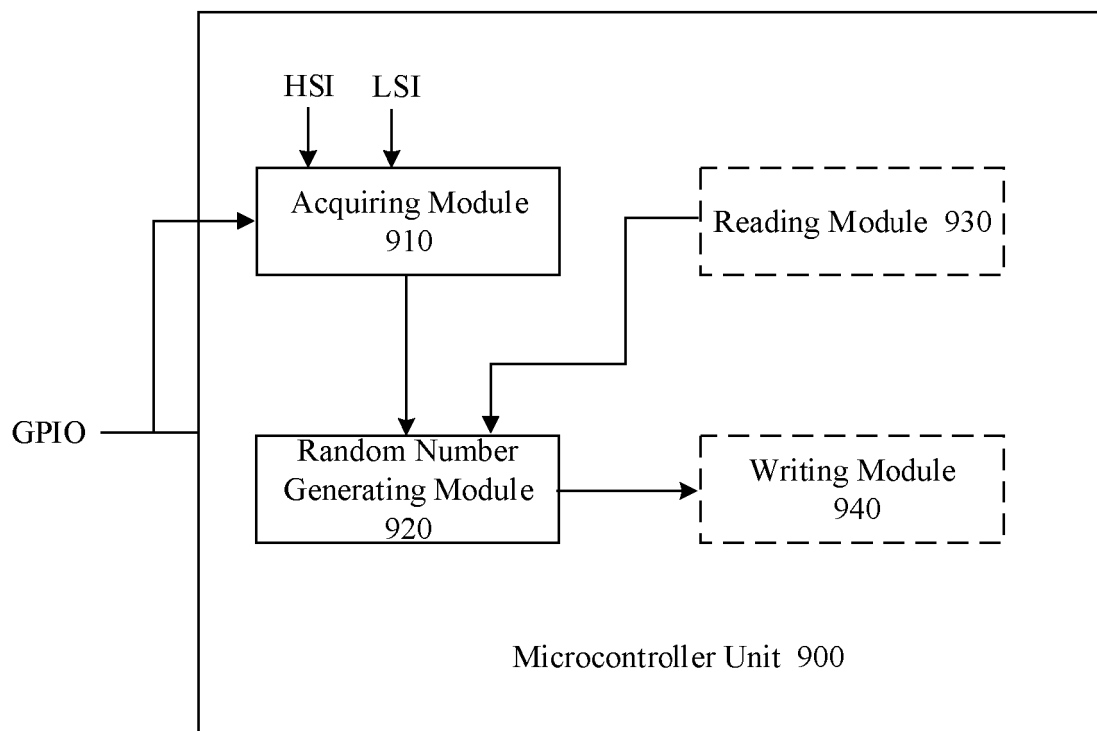 HSI LSI
Acquiring Module
910
Reading Module 930
GPIO
Random Number
Generating Module
920
Writing Module
940
Microcontroller Unit 900